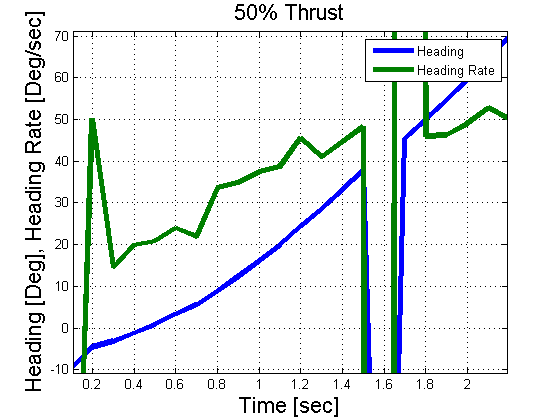 50% Thrust
Heading [Deg], Heading Rate [Deg/sec]
70
60
50
40
30
20
10
0
-10
Heading
Heading Rate
0.2 0.4 0.6 0.8 1 1.2 1.4 1.6 1.8 2
Time [sec]